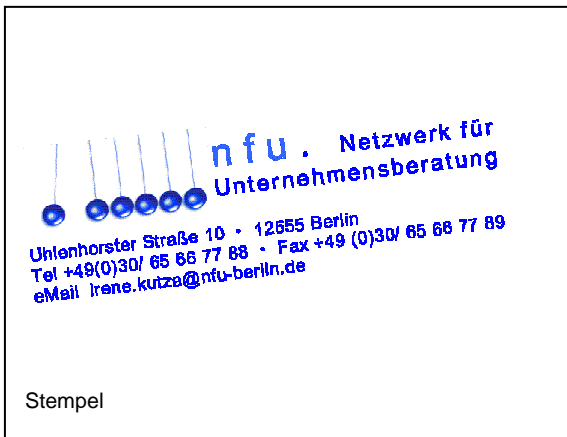 nfu. Netzwerk für
Unternehmensberatung
Uhlenhorster Straße 10 · 12555 Berlin
Tel +49(0)30/ 65 66 77 88 · Fax +49 (0)30/ 65 66 77 89
eMail irene.kutza@nfu-berlin.de
Stempel